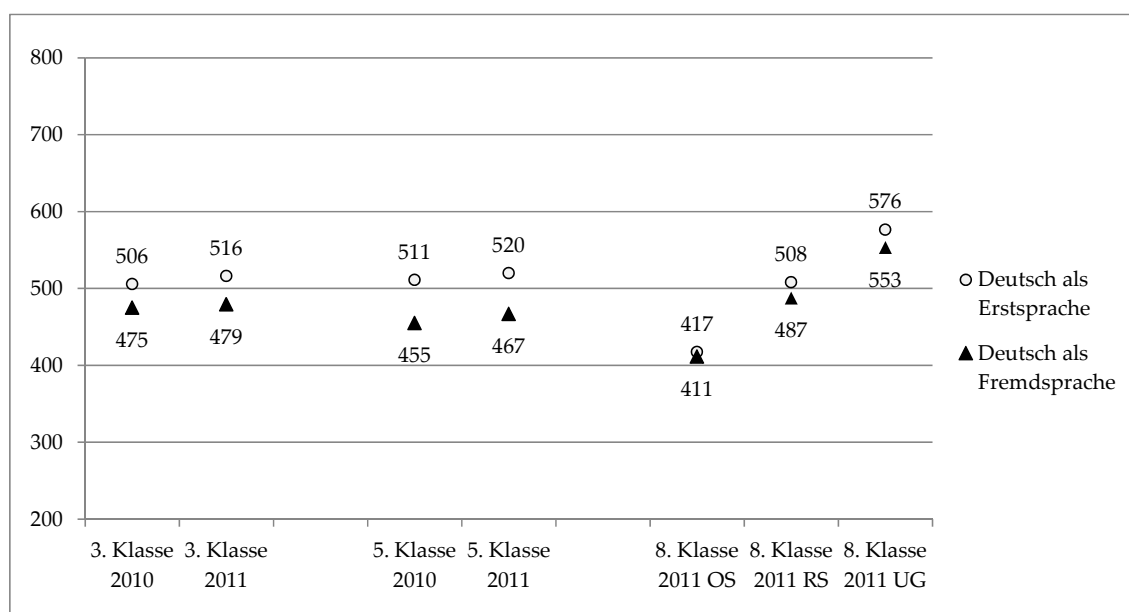 800
700
600
500
400
300
200
506
516
511
520
417
508
576
475
479
455
467
411
487
553
3. Klasse
2010
3. Klasse
2011
5. Klasse
2010
5. Klasse
2011
8. Klasse
2011 OS
8. Klasse
2011 RS
8. Klasse
2011 UG
Deutsch als
Erstsprache
Deutsch als
Fremdsprache